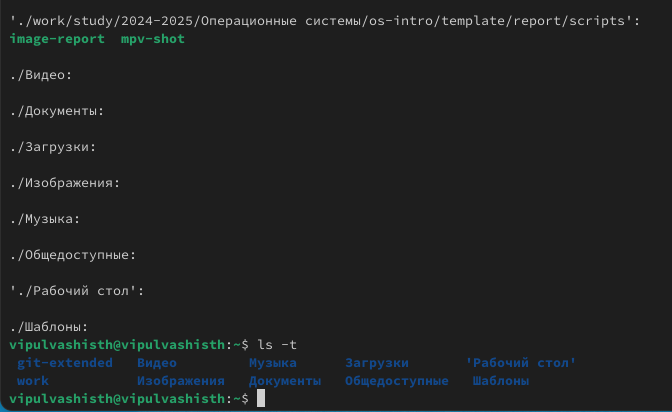 './work/study/2024-2025/Операционные системы/os-intro/template/report/scripts':
image-report  mpv-shot
./Видео:
./Документы:
./Загрузки:
./Изображения:
./Музыка:
./Общедоступные:
'./Рабочий стол':
./Шаблоны:
vipulvashisth@vipulvashisth:~$ ls -t
git-extended   Видео         Музыка      Загрузки       'Рабочий стол'
work           Изображения   Документы   Общедоступные   Шаблоны
vipulvashisth@vipulvashisth:~$